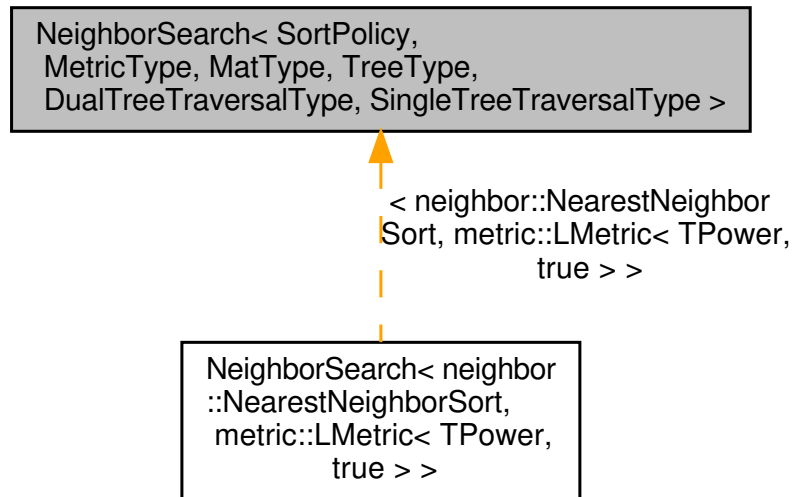 NeighborSearch< SortPolicy,
MetricType, MatType, TreeType,
DualTreeTraversalType, SingleTreeTraversalType >
< neighbor::NearestNeighbor
Sort, metric::LMetric< TPower,
true > >
NeighborSearch< neighbor
::NearestNeighborSort,
metric::LMetric< TPower,
true > >